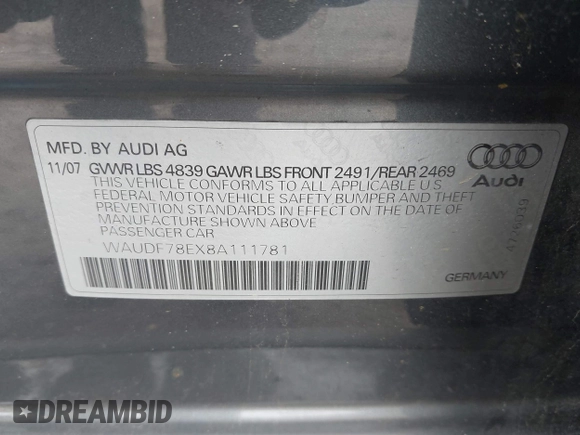 MFD. BY AUDI AG
11/07 GVWR LBS 4839 GAWR LBS FRONT 2491/REAR 2469
THIS VEHICLE CONFORMS TO ALL APPLICABLE U S
FEDERAL MOTOR VEHICLE SAFETY, BUMPER AND THEFT
PREVENTION STANDARDS IN EFFECT ON THE DATE OF
MANUFACTURE SHOWN ABOVE
PASSENGER CAR
WAUDF78EX8A111781
Audi
GERMANY
DREAMBID